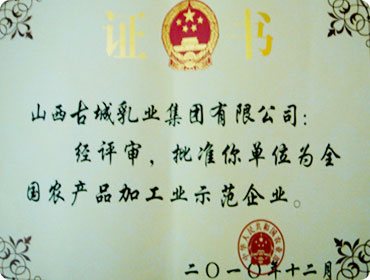 证书
山西古城乳业集团有限公司：
经评审，批准你单位为全
国农产品加工业示范企业。
二〇一〇年十二月